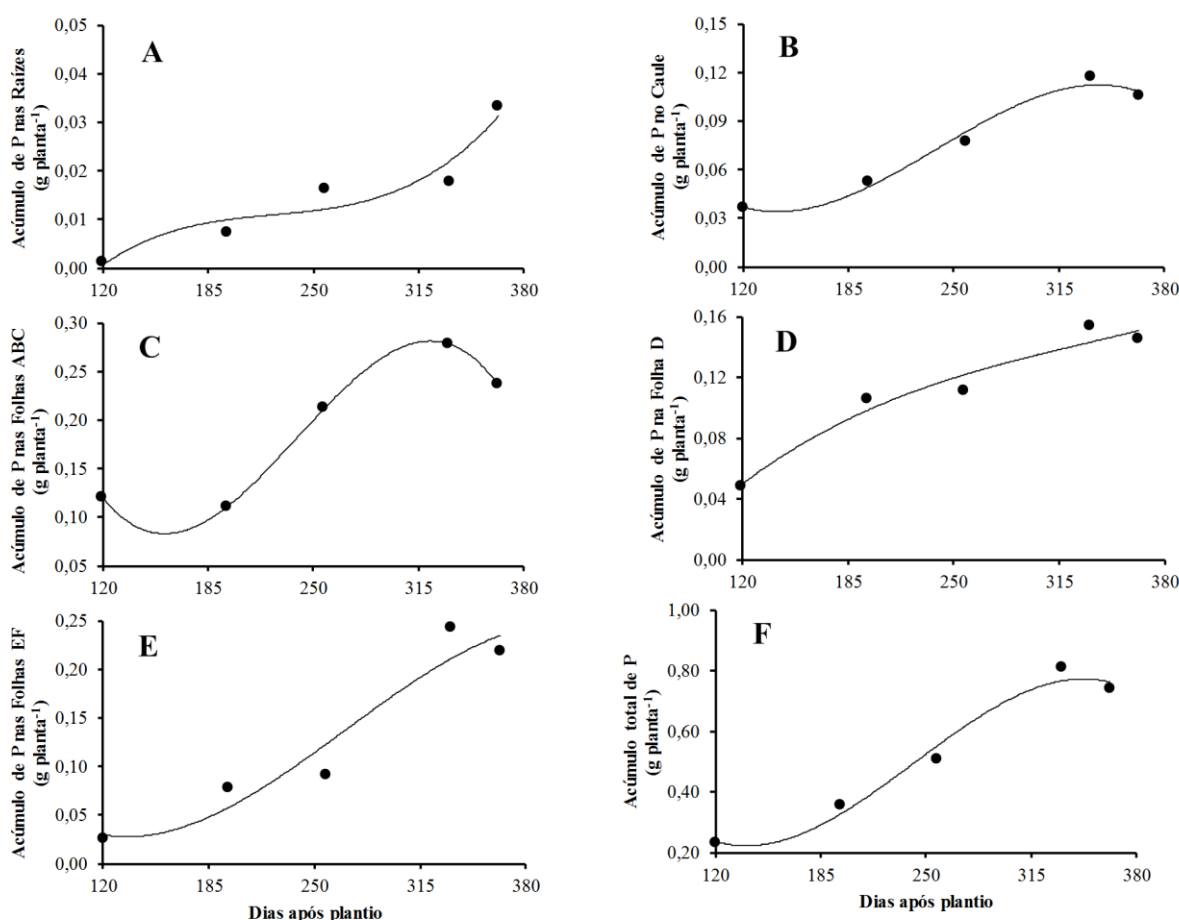 Acúmulo de P nas Raízes
(g planta⁻¹)
A
0,05
0,04
0,03
0,02
0,01
0,00
120 185 250 315 380
Acúmulo de P no Caule
(g planta⁻¹)
B
0,15
0,12
0,09
0,06
0,03
0,00
120 185 250 315 380
Acúmulo de P nas Folhas ABC
(g planta⁻¹)
C
0,30
0,25
0,20
0,15
0,10
0,05
120 185 250 315 380
Acúmulo de P na Folha D
(g planta⁻¹)
D
0,16
0,12
0,08
0,04
0,00
120 185 250 315 380
Acúmulo de P nas Folhas EF
(g planta⁻¹)
E
0,25
0,20
0,15
0,10
0,05
0,00
120 185 250 315 380
Dias após plantio
Acúmulo total de P
(g planta⁻¹)
F
1,00
0,80
0,60
0,40
0,20
120 185 250 315 380
Dias após plantio